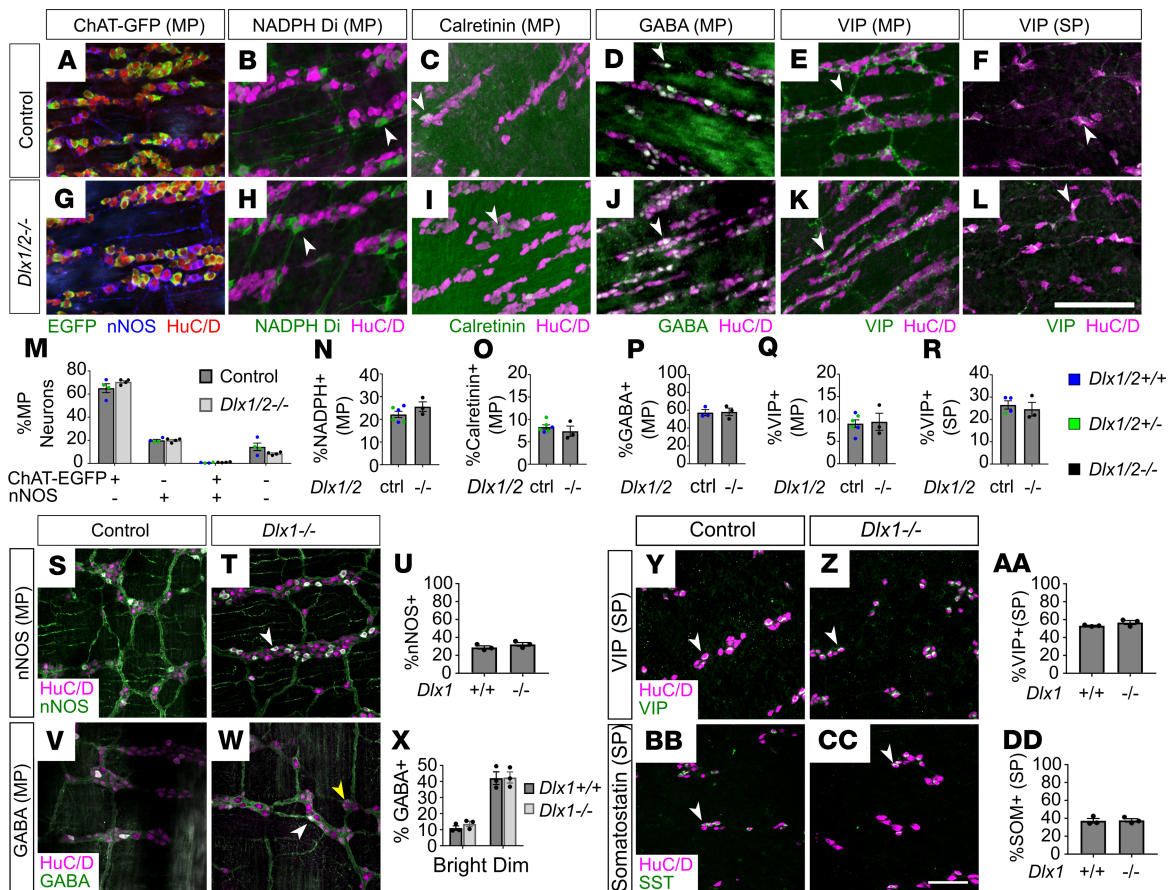 ChAT-GFP (MP) NADPH Di (MP) Calretinin (MP) GABA (MP) VIP (MP) VIP (SP)
Control
A B C D E F
Dlx1/2-/-
G H I J K L
EGFP nNOS HuC/D NADPH Di HuC/D Calretinin HuC/D GABA HuC/D VIP HuC/D VIP HuC/D
M
%MP
Neurons
80
60
40
20
0
Control
Dlx1/2-/-
ChAT-EGFP + - + -
nNOS - + + -
N
%NADPH+
(MP)
40
30
20
10
0
Dlx1/2 ctrl -/-
O
%Calretinin+
(MP)
20
15
10
5
0
Dlx1/2 ctrl -/-
P
%GABA+
(MP)
100
80
60
40
20
0
Dlx1/2 ctrl -/-
Q
%VIP+
(MP)
20
15
10
5
0
Dlx1/2 ctrl -/-
R
%VIP+
(SP)
40
30
20
10
0
Dlx1/2 ctrl -/-
Dlx1/2+/+
Dlx1/2+/-
Dlx1/2-/-
Control Dlx1-/-
nNOS (MP)
S T
HuC/D
nNOS
U
%nNOS+
100
80
60
40
20
0
Dlx1 +/+ -/-
GABA (MP)
V W
HuC/D
GABA
X
% GABA+
50
40
30
20
10
0
Bright Dim
Dlx1+/+
Dlx1-/-
Control Dlx1-/-
VIP (SP)
Y Z
HuC/D
VIP
AA
%VIP+(SP)
100
80
60
40
20
0
Dlx1 +/+ -/-
Somatostatin (SP)
BB CC
HuC/D
SST
DD
%SOM+ (SP)
100
80
60
40
20
0
Dlx1 +/+ -/-